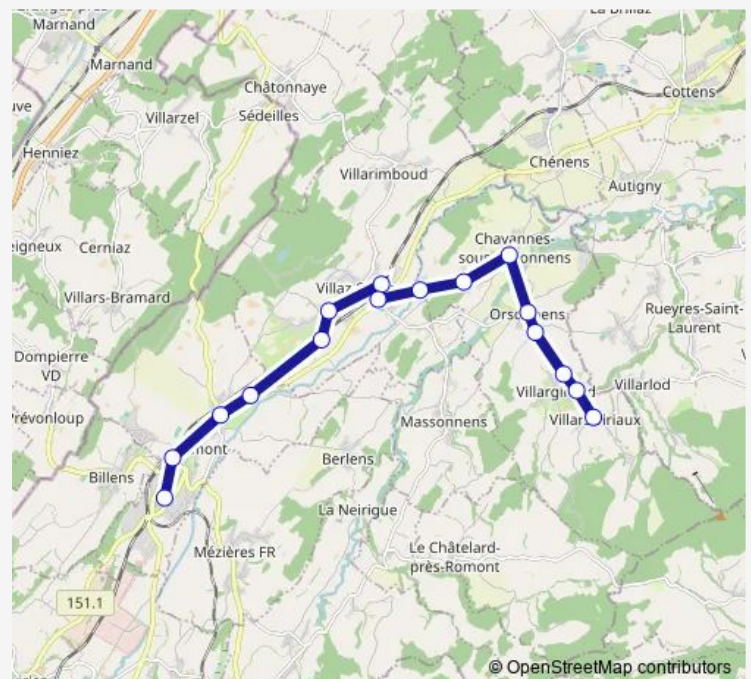 Marnand
Marnand
Châtonnaye
Villarzel
Sédeilles
Cottens
Henniez
Villarimboud
Chénens
Autigny
Cerniaz
Chavannes-
Villars-Bramard
Villaz
Rueyres-Saint-
Laurent
Dompierre
VD
Villarlod
Massonnens
Billens
Berlens
La Neirigue
Mézières FR
Le Châtelard-
près-Romont
151.1
© OpenStreetMap contributors